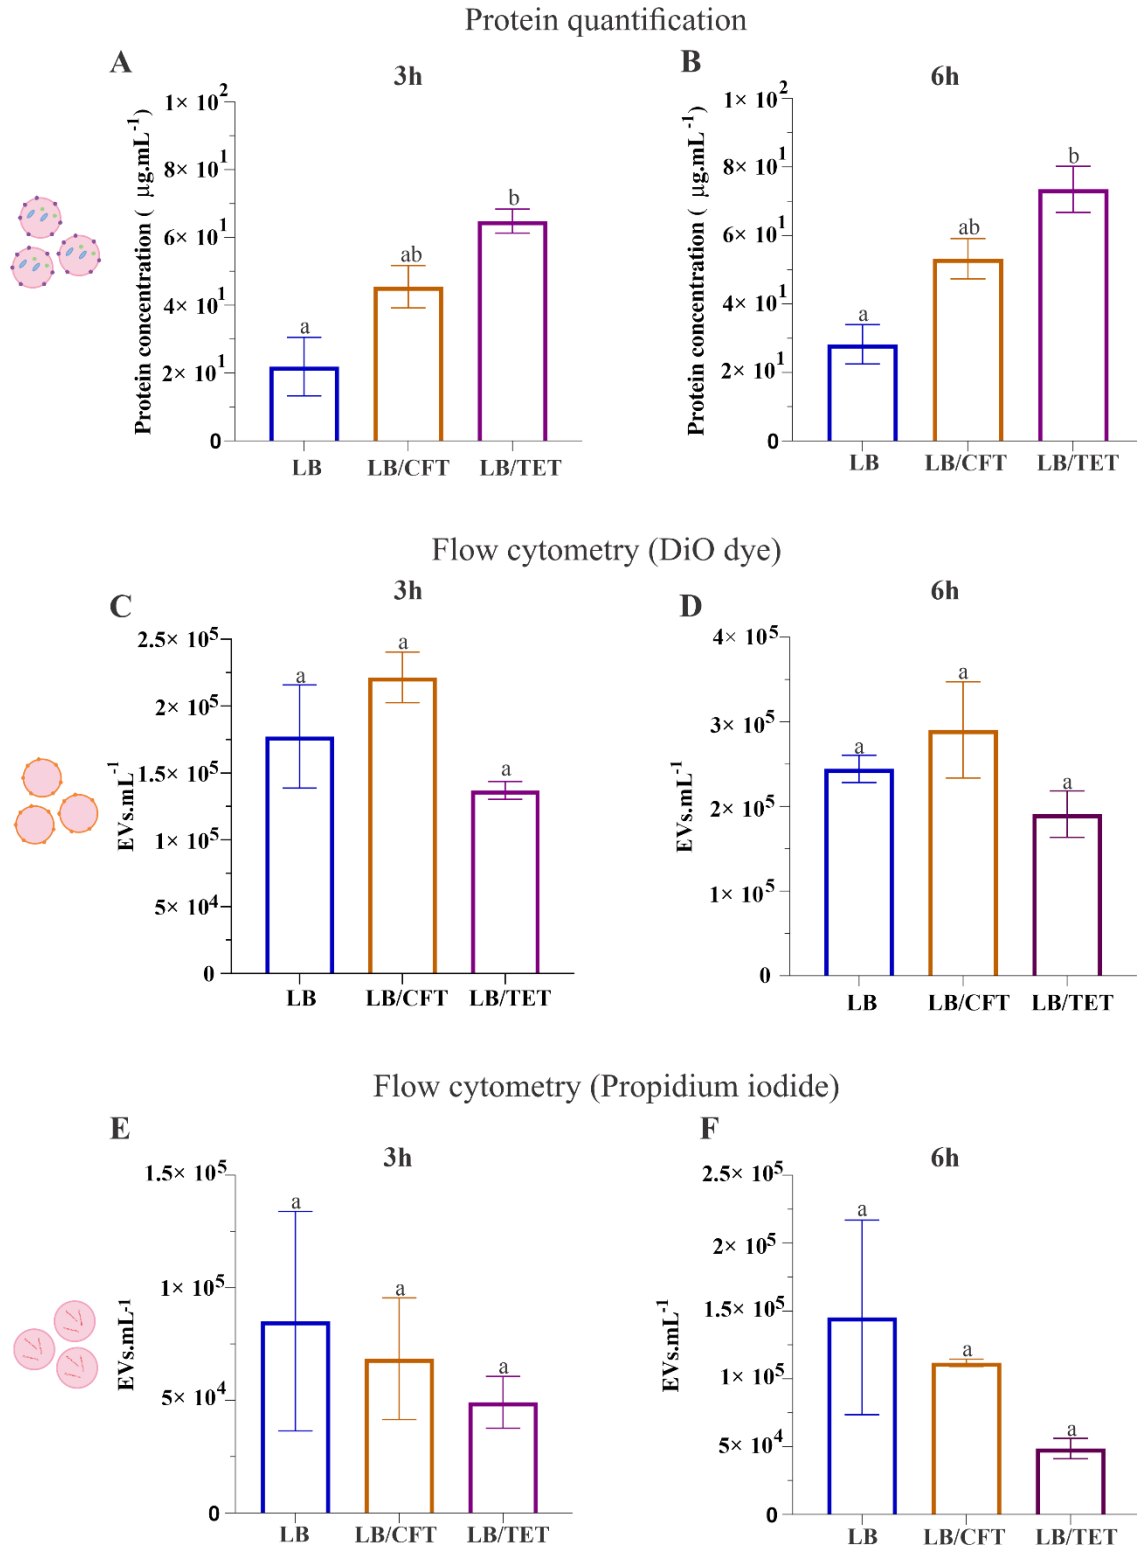 Protein quantification
A
3h
Protein concentration ( μg.mL⁻¹)
1× 10²
8× 10¹
6× 10¹
4× 10¹
2× 10¹
0
a
ab
b
LB
LB/CFT
LB/TET
B
6h
Protein concentration ( μg.mL⁻¹)
1× 10²
8× 10¹
6× 10¹
4× 10¹
2× 10¹
0
a
ab
b
LB
LB/CFT
LB/TET
Flow cytometry (DiO dye)
C
3h
EVs.mL⁻¹
2.5× 10⁵
2× 10⁵
1.5× 10⁵
1× 10⁵
5× 10⁴
0
a
a
a
LB
LB/CFT
LB/TET
D
6h
EVs.mL⁻¹
4× 10⁵
3× 10⁵
2× 10⁵
1× 10⁵
0
a
a
a
LB
LB/CFT
LB/TET
Flow cytometry (Propidium iodide)
E
3h
EVs.mL-1
1.5× 10⁵
1× 10⁵
5× 10⁴
0
a
a
a
LB
LB/CFT
LB/TET
F
6h
EVs.mL⁻¹
2.5× 10⁵
2× 10⁵
1.5× 10⁵
1× 10⁵
5× 10⁴
0
a
a
a
LB
LB/CFT
LB/TET